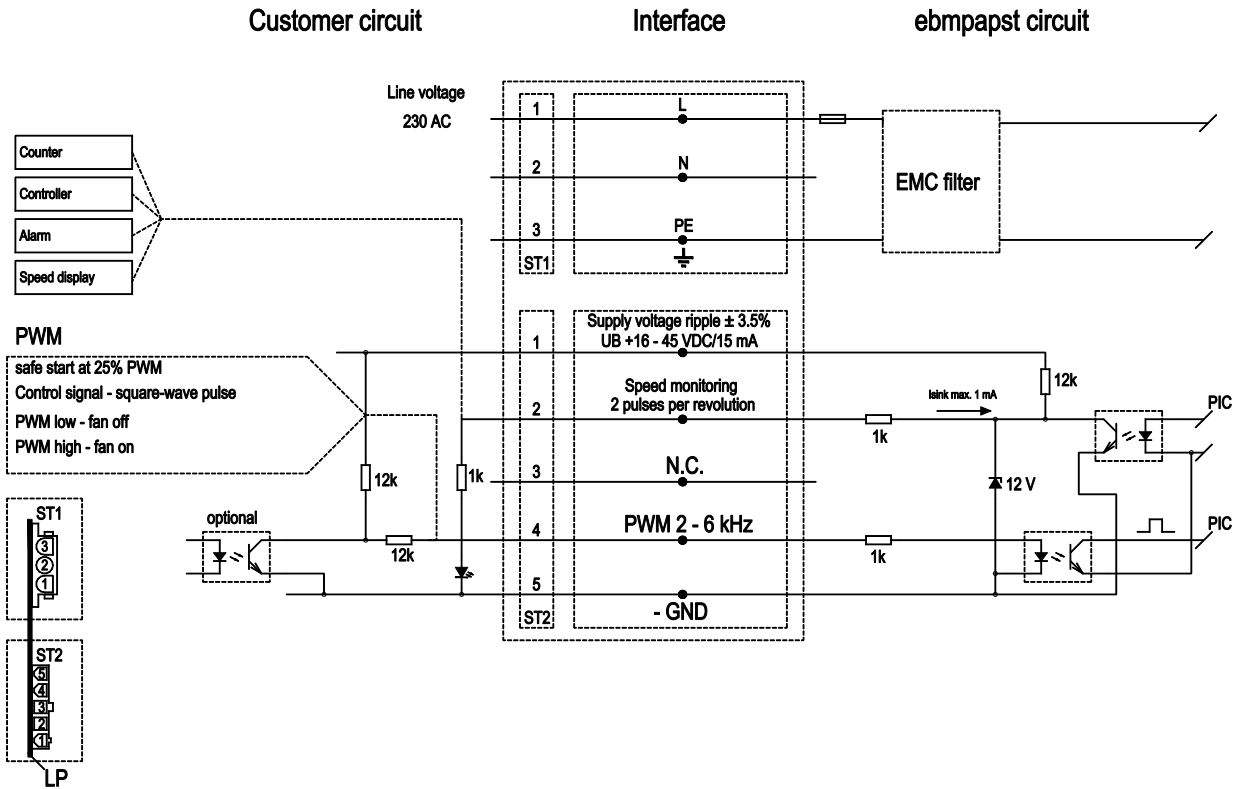 Customer circuit
Interface
ebmpapst circuit
Line voltage
230 AC
1
L
2
N
3
PE
ST1
EMC filter
Counter
Controller
Alarm
Speed display
PWM
safe start at 25% PWM
Control signal - square-wave pulse
PWM low - fan off
PWM high - fan on
1
Supply voltage ripple ± 3.5%
UB +16 - 45 VDC/15 mA
2
Speed monitoring
2 pulses per revolution
3
N.C.
4
PWM 2 - 6 kHz
5
- GND
ST2
12k
1k
12k
optional
1k
Isink max. 1 mA
12k
PIC
12 V
1k
PIC
ST1
3
2
1
ST2
5
4
3
2
1
LP